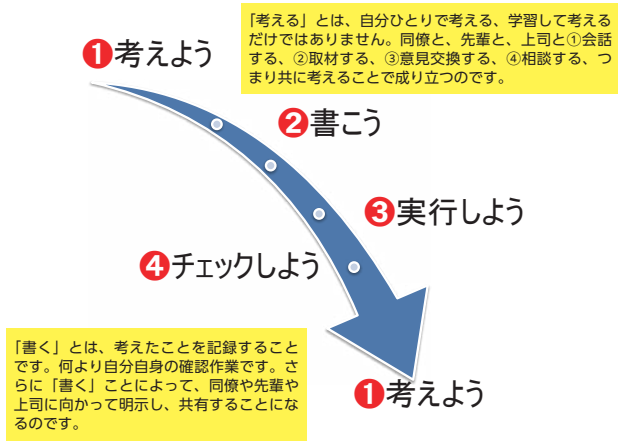 ❶考えよう
「考える」とは、自分ひとりで考える、学習して考える
だけではありません。同僚と、先輩と、上司と①会話
する、②取材する、③意見交換する、④相談する、つ
まり共に考えることで成り立つのです。
❷書こう
❸実行しよう
❹チェックしよう
「書く」とは、考えたことを記録すること
です。何より自分自身の確認作業です。さ
らに「書く」ことによって、同僚や先輩や
上司に向かって明示し、共有することにな
るのです。
❶考えよう